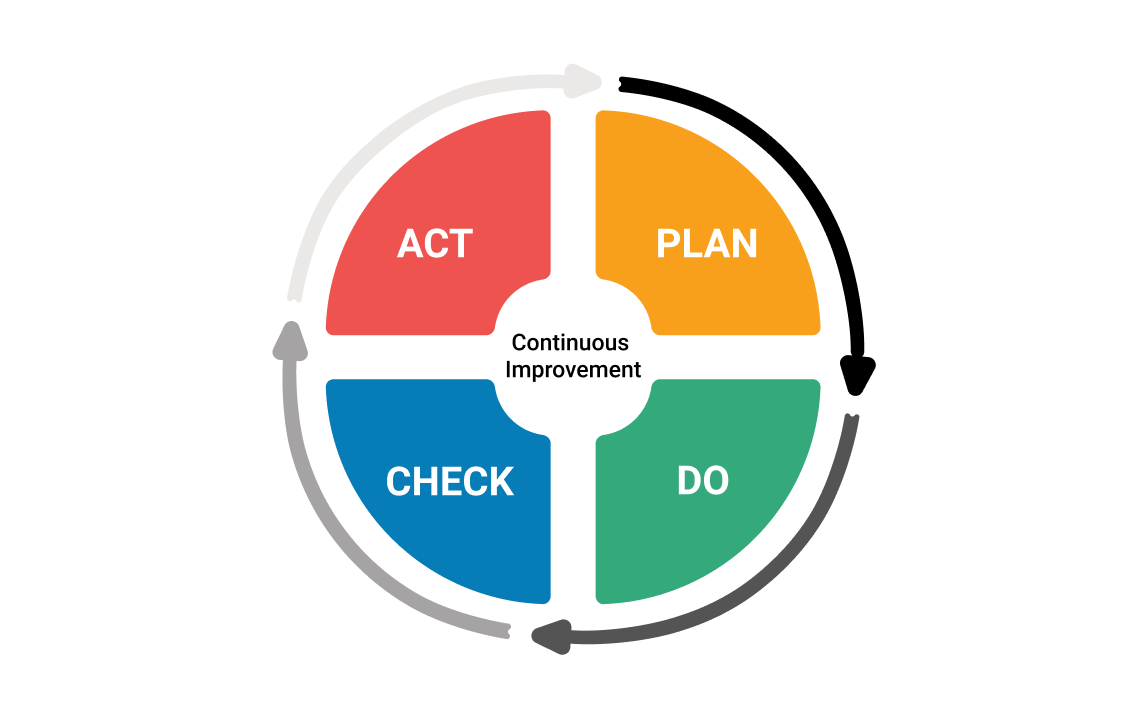 ACT
PLAN
Continuous
Improvement
CHECK
DO